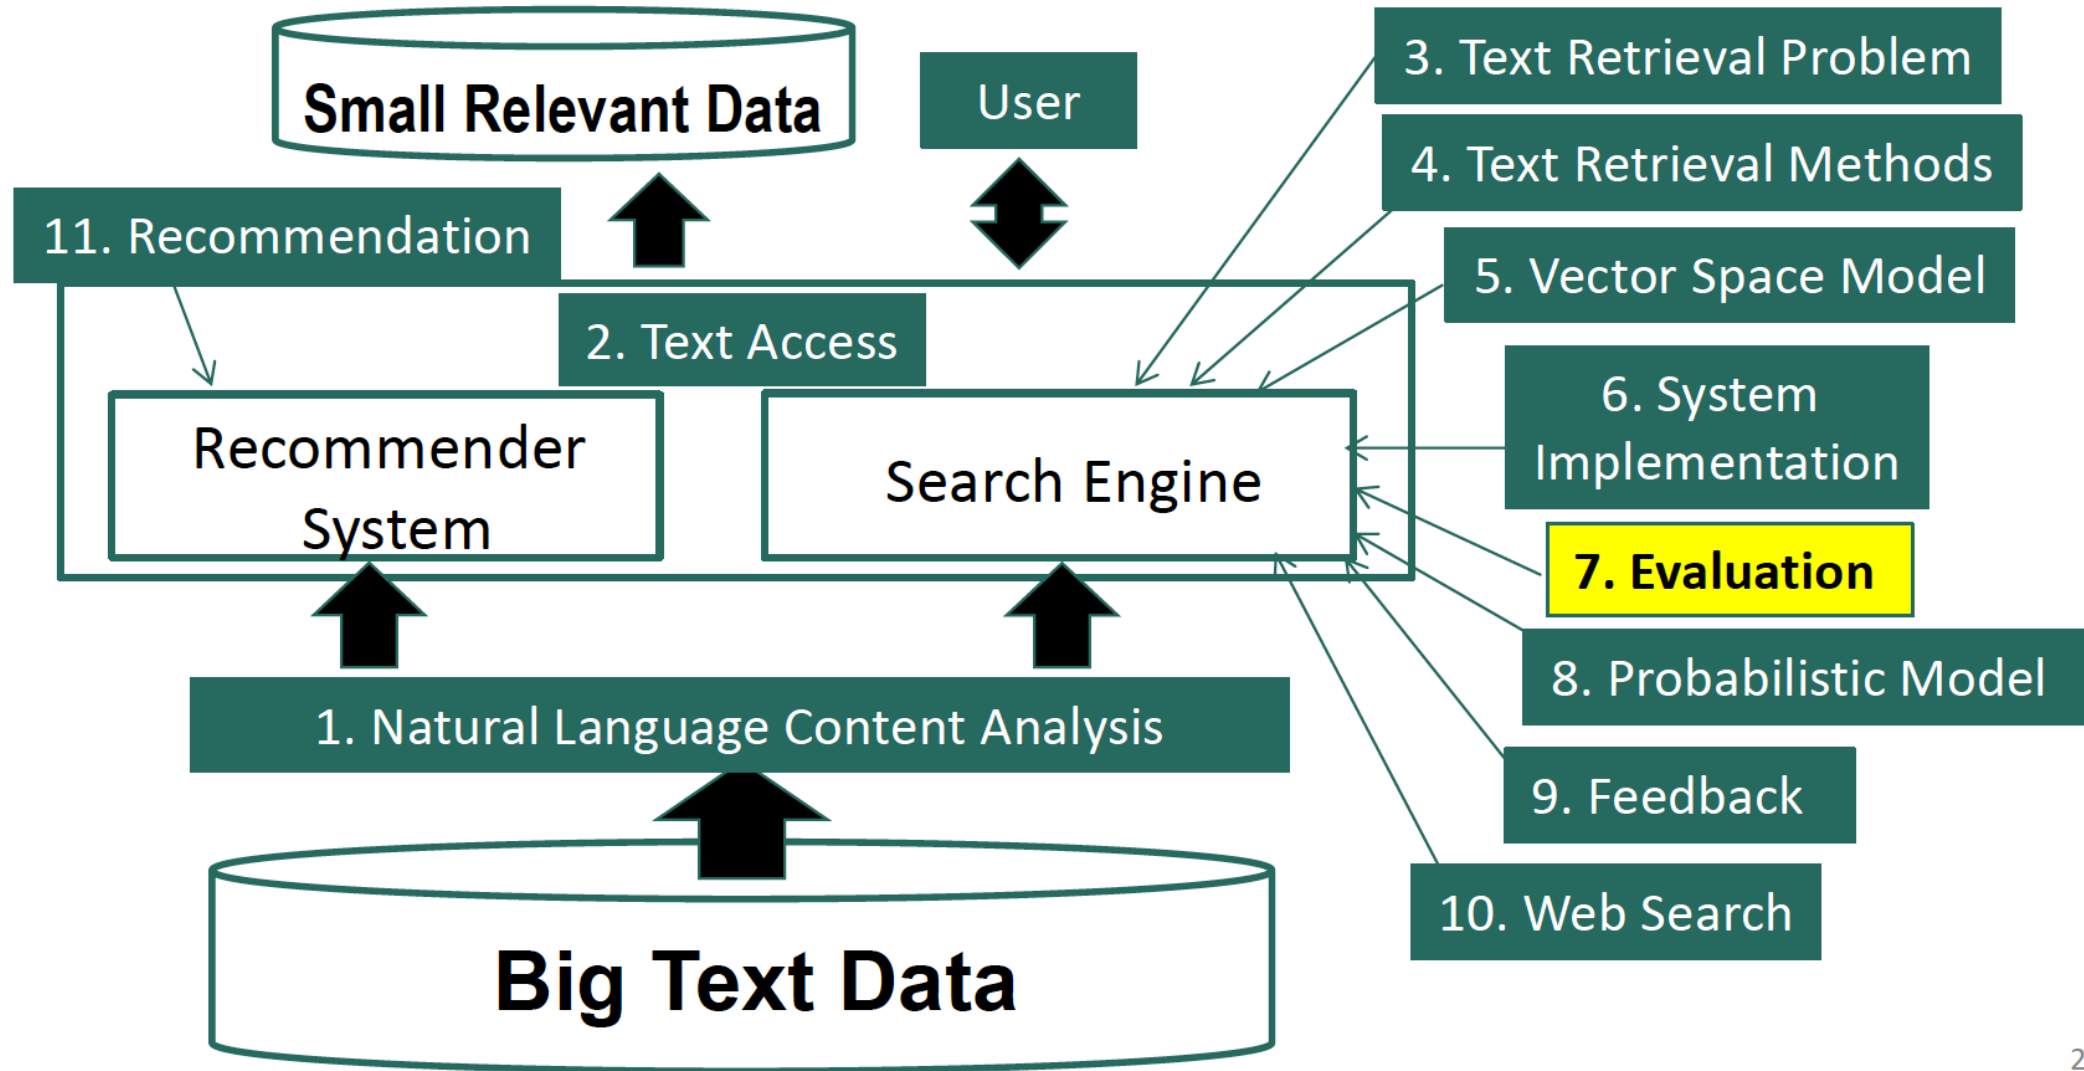 Small Relevant Data
User
3. Text Retrieval Problem
4. Text Retrieval Methods
11. Recommendation
5. Vector Space Model
2. Text Access
6. System
Implementation
Recommender
System
Search Engine
7. Evaluation
8. Probabilistic Model
1. Natural Language Content Analysis
9. Feedback
10. Web Search
Big Text Data
2